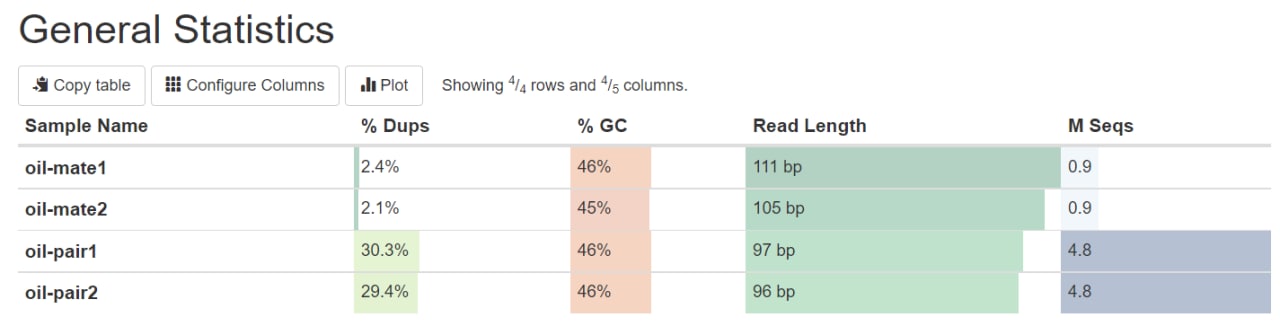 General Statistics
Copy table Configure Columns Plot Showing 4/4 rows and 4/5 columns.
Sample Name % Dups % GC Read Length M Seqs
oil-mate1 2.4% 46% 111 bp 0.9
oil-mate2 2.1% 45% 105 bp 0.9
oil-pair1 30.3% 46% 97 bp 4.8
oil-pair2 29.4% 46% 96 bp 4.8